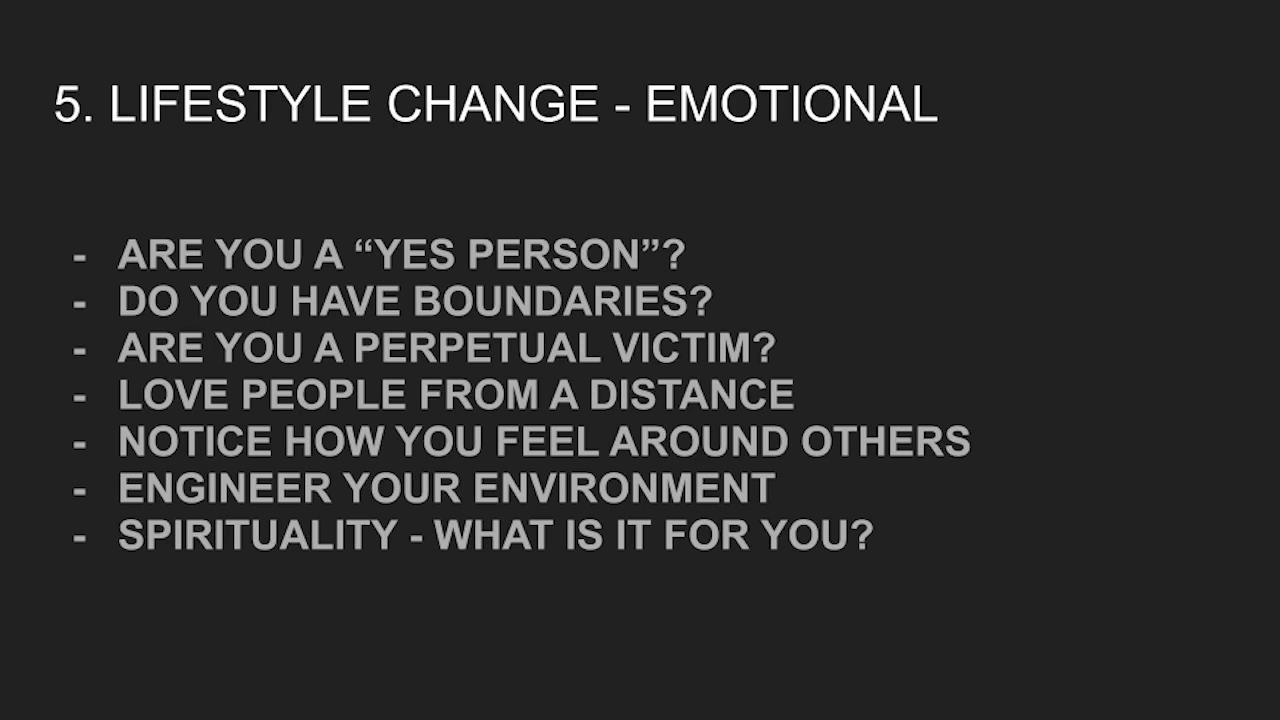 5. LIFESTYLE CHANGE - EMOTIONAL
- ARE YOU A “YES PERSON”?
- DO YOU HAVE BOUNDARIES?
- ARE YOU A PERPETUAL VICTIM?
- LOVE PEOPLE FROM A DISTANCE
- NOTICE HOW YOU FEEL AROUND OTHERS
- ENGINEER YOUR ENVIRONMENT
- SPIRITUALITY - WHAT IS IT FOR YOU?